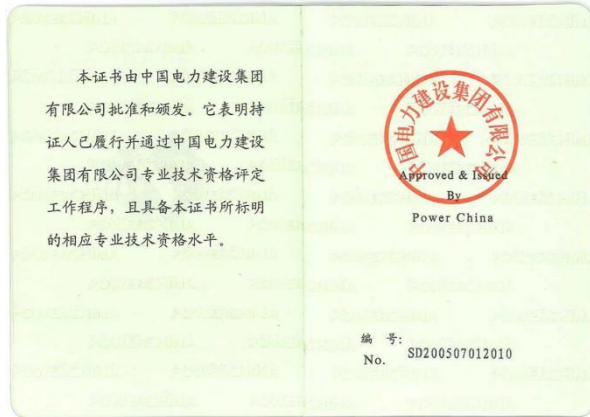 本证书由中国电力建设集团
有限公司批准和颁发。它表明持
证人已履行并通过中国电力建设
集团有限公司专业技术资格评定
工作程序，且具备本证书所标明
的相应专业技术资格水平。
中国电力建设集团有限公司
Approved & Issued
By
Power China
编 号:
No. SD200507012010